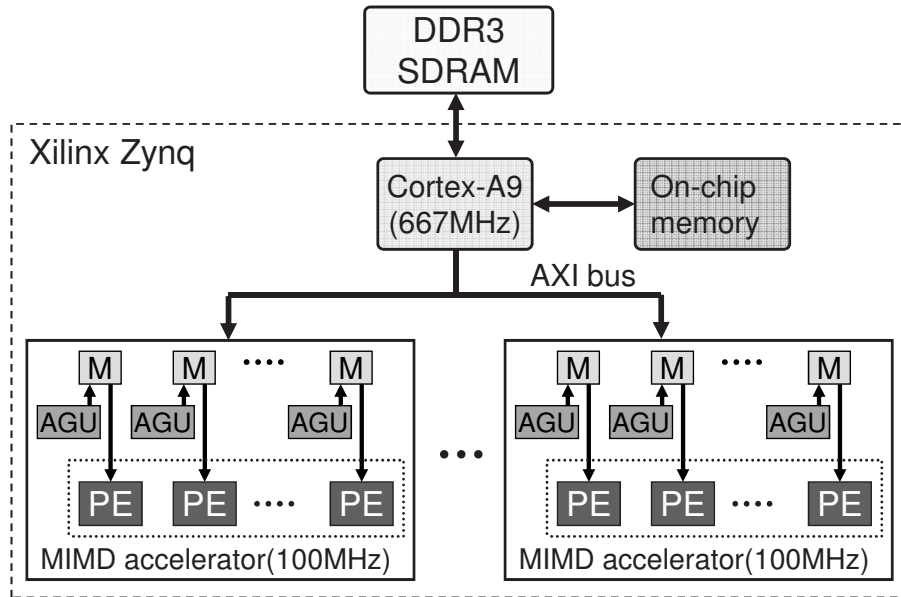 DDR3
SDRAM
Xilinx Zynq
Cortex-A9
(667MHz)
On-chip
memory
AXI bus
M M M
AGU AGU AGU
PE PE PE
MIMD accelerator(100MHz)
M M M
AGU AGU AGU
PE PE PE
MIMD accelerator(100MHz)